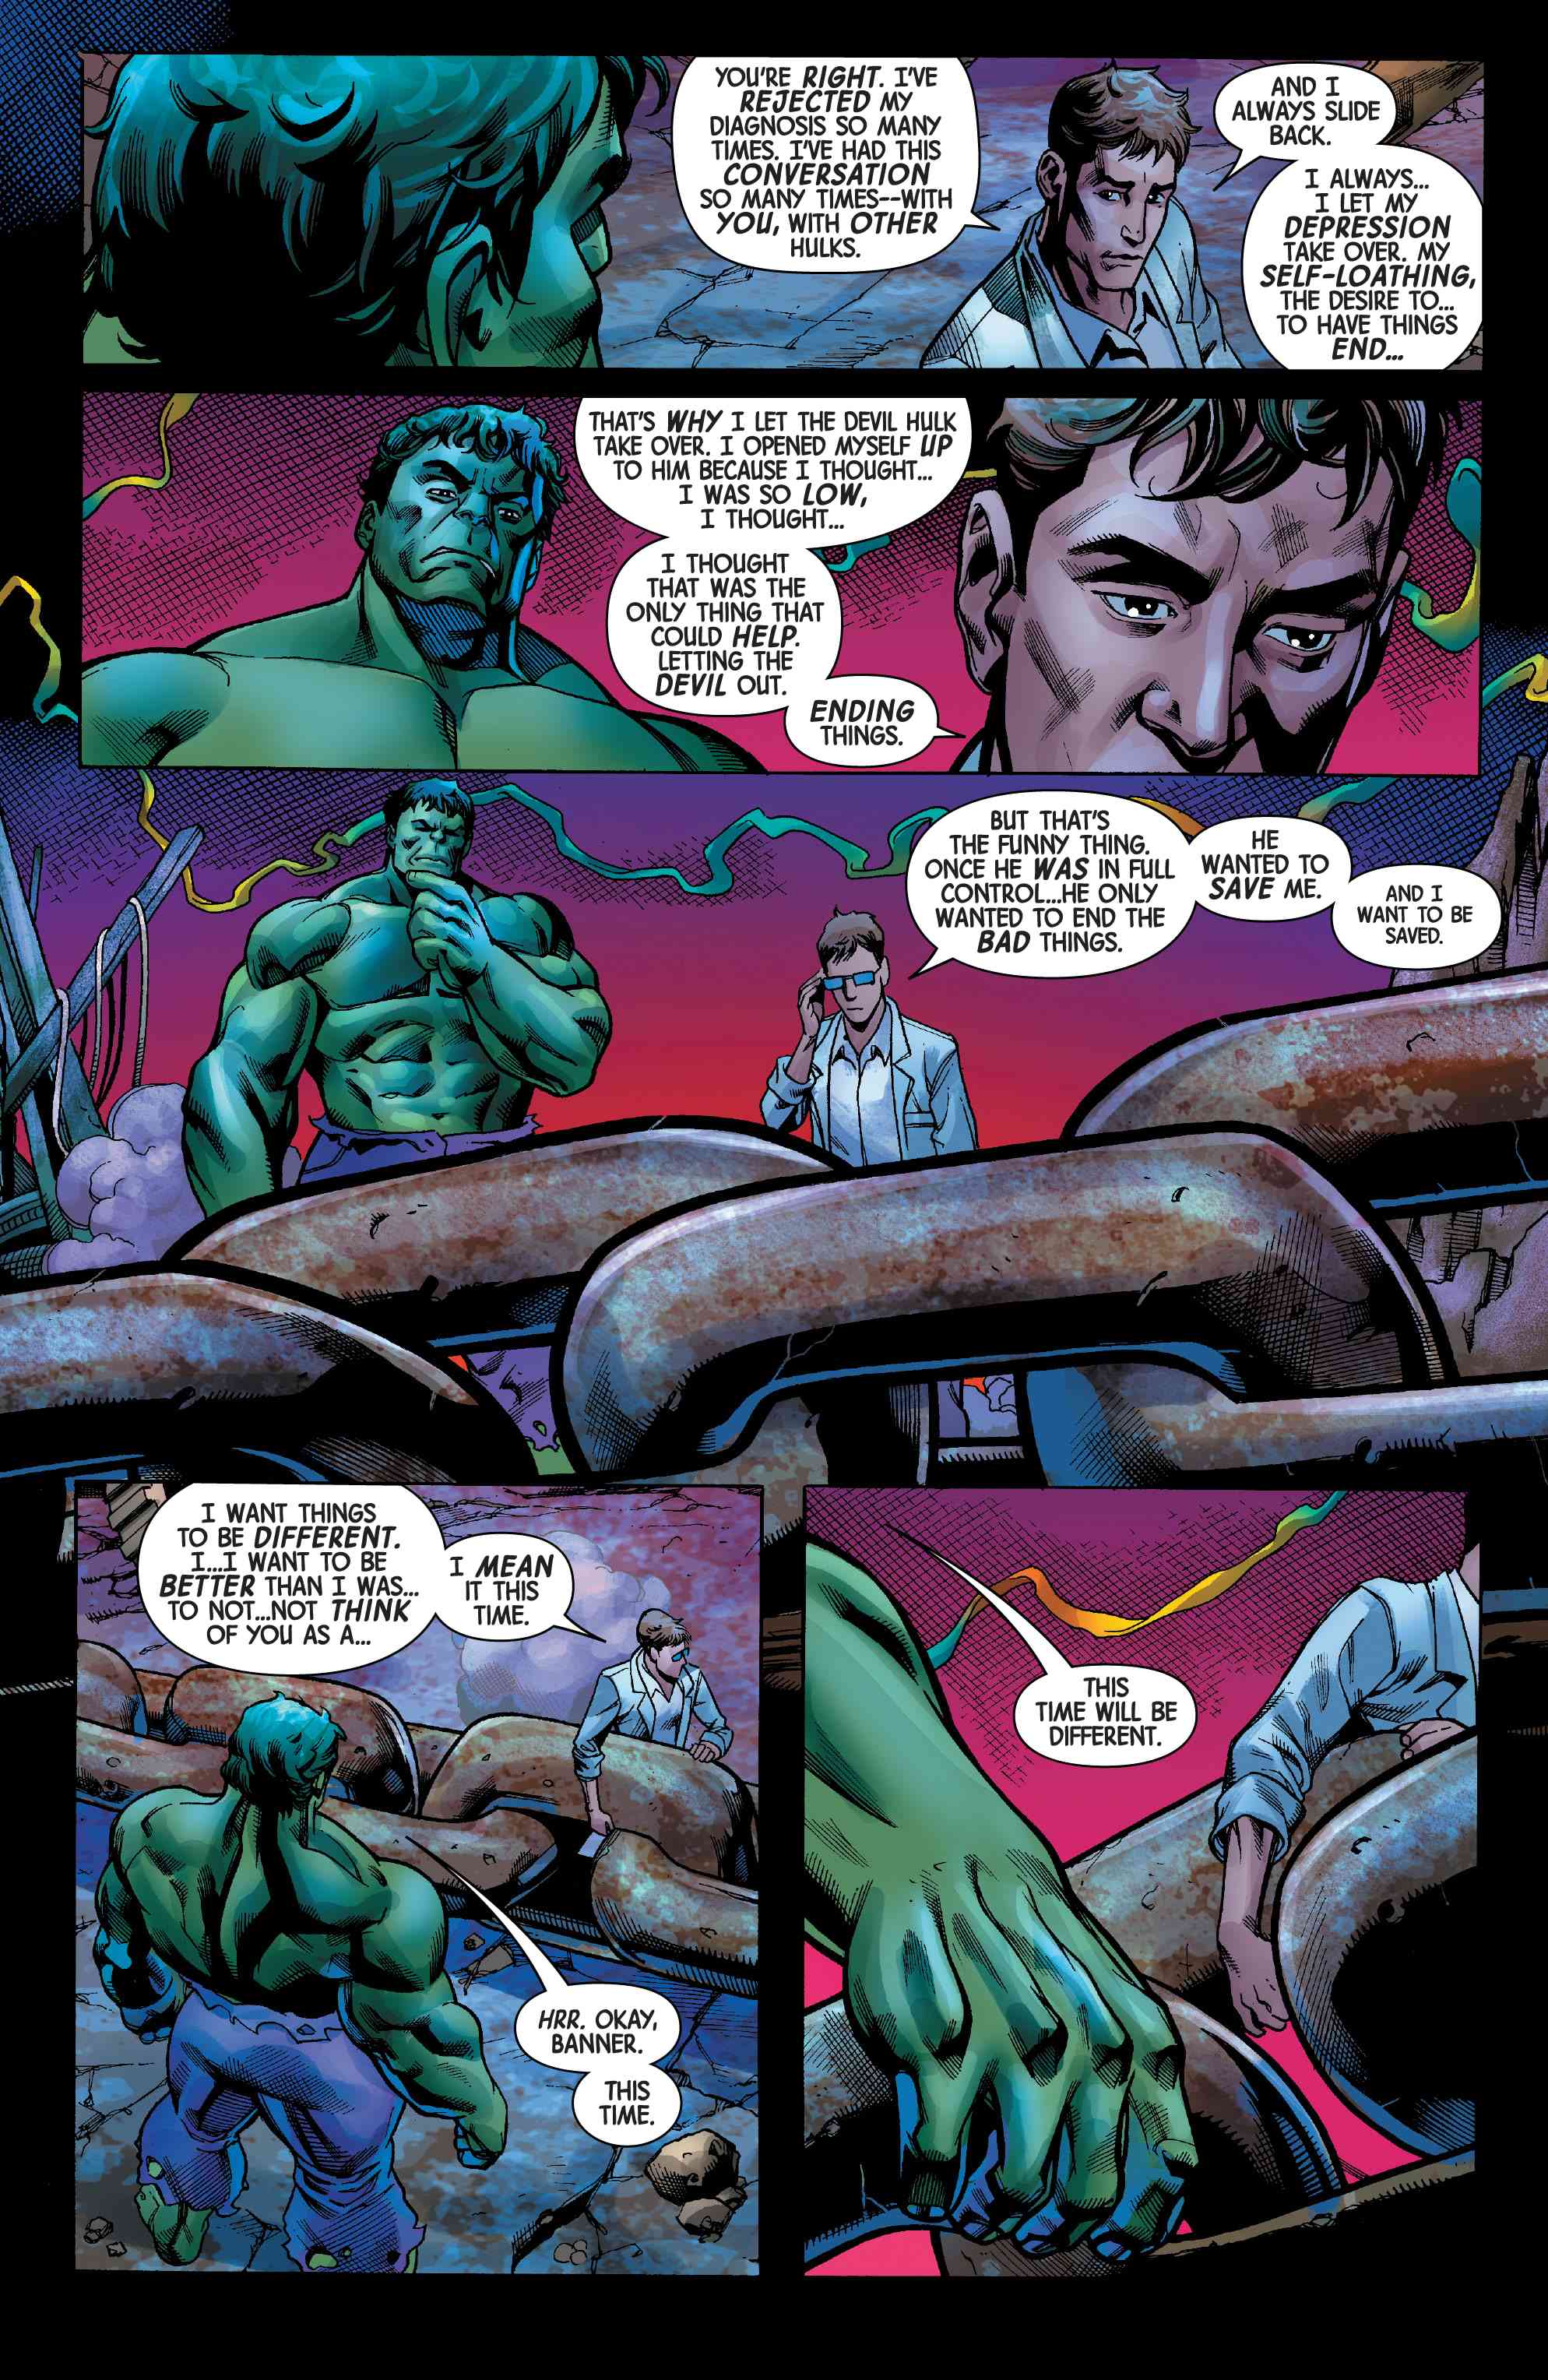 YOU'RE RIGHT. I'VE
REJECTED MY
DIAGNOSIS SO MANY
TIMES. I'VE HAD THIS
CONVERSATION
SO MANY TIMES--WITH
YOU, WITH OTHER
HULKS.
AND I
ALWAYS SLIDE
BACK.
I ALWAYS...
I LET MY
DEPRESSION
TAKE OVER. MY
SELF-LOATHING,
THE DESIRE TO...
TO HAVE THINGS
END...
THAT'S WHY I LET THE DEVIL HULK
TAKE OVER. I OPENED MYSELF UP
TO HIM BECAUSE I THOUGHT...
I WAS SO LOW,
I THOUGHT...
I THOUGHT
THAT WAS THE
ONLY THING THAT
COULD HELP.
LETTING THE
DEVIL OUT.
ENDING
THINGS.
BUT THAT'S
THE FUNNY THING.
ONCE HE WAS IN FULL
CONTROL...HE ONLY
WANTED TO END THE
BAD THINGS.
HE
WANTED TO
SAVE ME.
AND I
WANT TO BE
SAVED.
I WANT THINGS
TO BE DIFFERENT.
I...I WANT TO BE
BETTER THAN I WAS...
TO NOT...NOT THINK
OF YOU AS A...
I MEAN
IT THIS
TIME.
HRR. OKAY,
BANNER.
THIS
TIME.
THIS
TIME WILL BE
DIFFERENT.